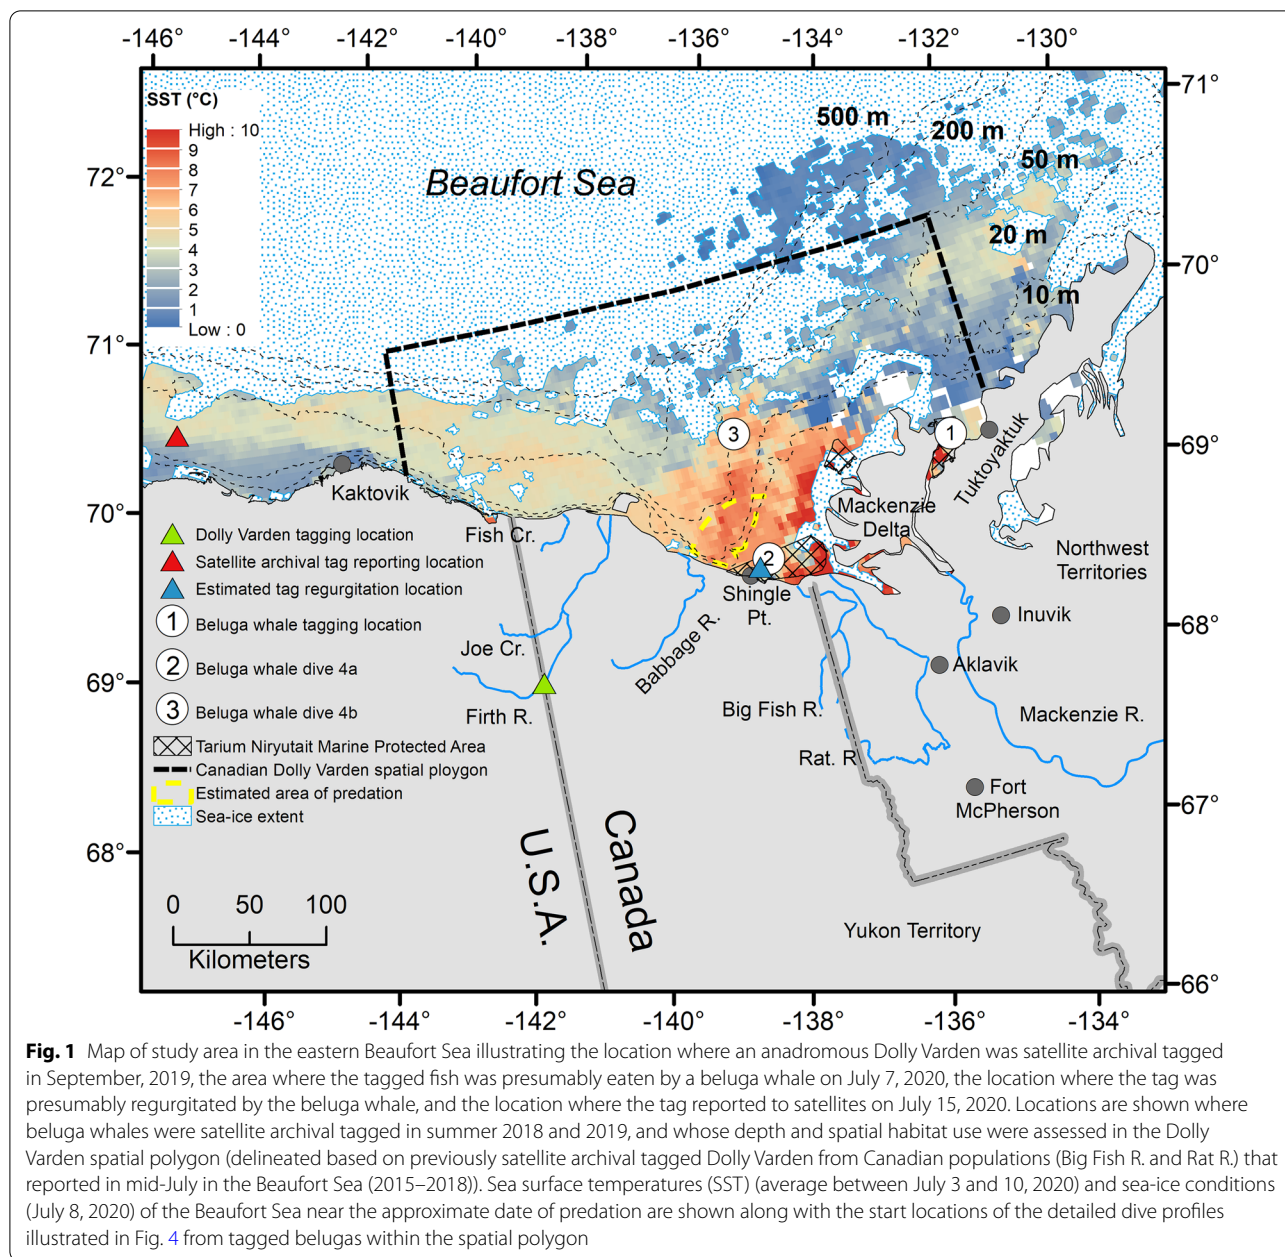 -146° -144° -142° -140° -136° -134° -132° -130°
SST (°C)
High : 10
9
8
7
6
5
4
3
2
1
Low : 0
500 m
200 m
50 m
20 m
10 m
Beaufort Sea
72°
71°
70°
69°
68°
71°
70°
69°
68°
67°
66°
3
1
2
Kaktovik
Tuktoyaktuk
Mackenzie
Delta
Northwest
Territories
Fish Cr.
Shingle
Pt.
Inuvik
Joe Cr.
Babbage R.
Aklavik
Firth R.
Big Fish R.
Mackenzie R.
Rat. R
Fort
McPherson
U.S.A.
Canada
Yukon Territory
Dolly Varden tagging location
Satellite archival tag reporting location
Estimated tag regurgitation location
1 Beluga whale tagging location
2 Beluga whale dive 4a
3 Beluga whale dive 4b
Tarium Niryutait Marine Protected Area
Canadian Dolly Varden spatial ploygon
Estimated area of predation
Sea-ice extent
0 50 100
Kilometers
-146° -144° -142° -140° -138° -136° -134°
Fig. 1 Map of study area in the eastern Beaufort Sea illustrating the location where an anadromous Dolly Varden was satellite archival tagged
in September, 2019, the area where the tagged fish was presumably eaten by a beluga whale on July 7, 2020, the location where the tag was
presumably regurgitated by the beluga whale, and the location where the tag reported to satellites on July 15, 2020. Locations are shown where
beluga whales were satellite archival tagged in summer 2018 and 2019, and whose depth and spatial habitat use were assessed in the Dolly
Varden spatial polygon (delineated based on previously satellite archival tagged Dolly Varden from Canadian populations (Big Fish R. and Rat R.) that
reported in mid-July in the Beaufort Sea (2015–2018)). Sea surface temperatures (SST) (average between July 3 and 10, 2020) and sea-ice conditions
(July 8, 2020) of the Beaufort Sea near the approximate date of predation are shown along with the start locations of the detailed dive profiles
illustrated in Fig. 4 from tagged belugas within the spatial polygon